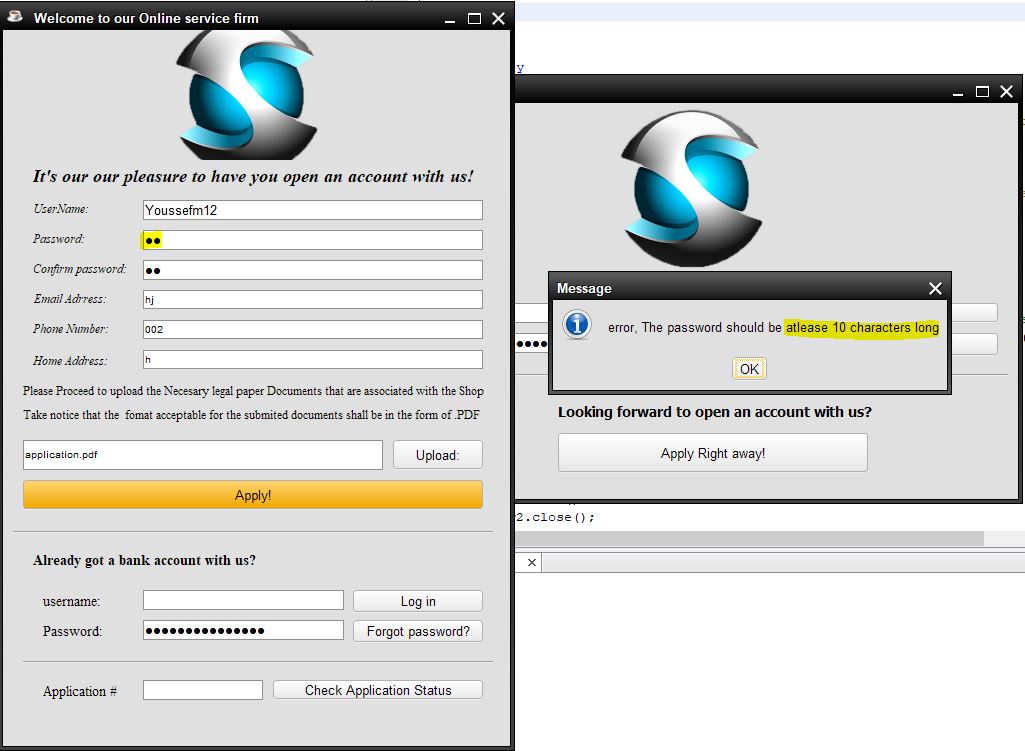 Welcome to our Online service firm
It's our our pleasure to have you open an account with us!
UserName:
Youssefm12
Password:
●●
Confirm password:
●●
Email Adrress:
hj
Phone Number:
002
Home Address:
h
Please Proceed to upload the Necesary legal paper Documents that are associated with the Shop
Take notice that the fomat acceptable for the submited documents shall be in the form of .PDF
application.pdf
Upload:
Apply!
Already got a bank account with us?
username:
Log in
Password:
●●●●●●●●●●●●●●●
Forgot password?
Application #
Check Application Status
y
Message
error, The password should be atlease 10 characters long
OK
●●●●
Looking forward to open an account with us?
Apply Right away!
2.close();